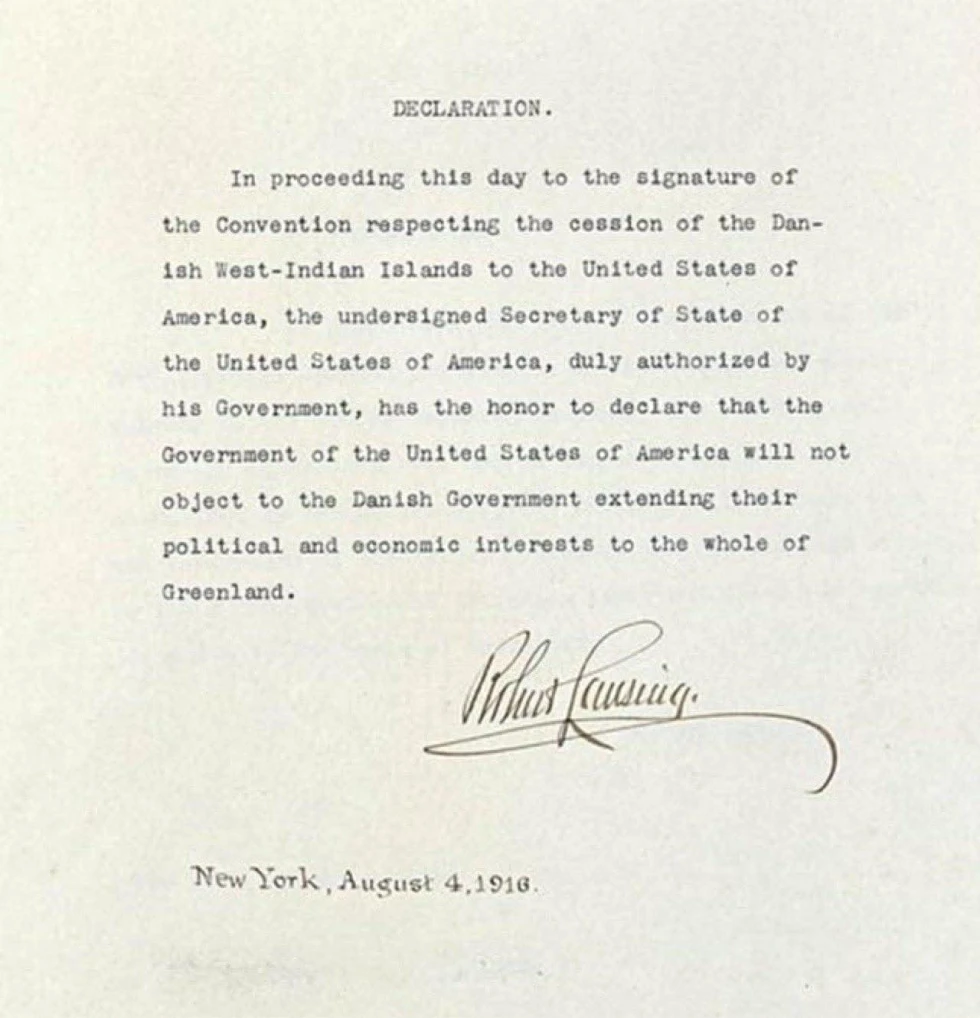 DECLARATION.
In proceeding this day to the signature of
the Convention respecting the cession of the Dan-
ish West-Indian Islands to the United States of
America, the undersigned Secretary of State of
the United States of America, duly authorized by
his Government, has the honor to declare that the
Government of the United States of America will not
object to the Danish Government extending their
political and economic interests to the whole of
Greenland.
Robert Lansing.
New York, August 4, 1916.